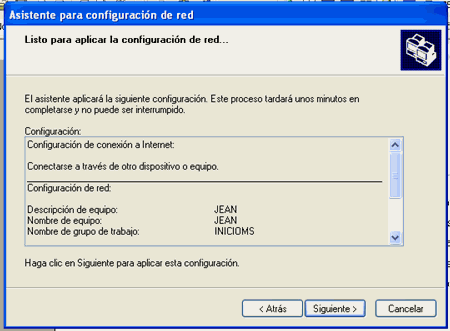 Asistente para configuración de red
Listo para aplicar la configuración de red...
El asistente aplicará la siguiente configuración. Este proceso tardará unos minutos en
completarse y no puede ser interrumpido.
Configuración:
Configuración de conexión a Internet:
Conectarse a través de otro dispositivo o equipo.
Configuración de red:
Descripción de equipo: JEAN
Nombre de equipo: JEAN
Nombre de grupo de trabajo: INICIOMS
Haga clic en Siguiente para aplicar esta configuración.
< Atrás Siguiente > Cancelar